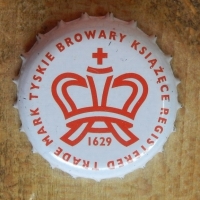 TRADE MARK TYSKIE BROWARY KSIĄŻĘCE REGISTERED
1629